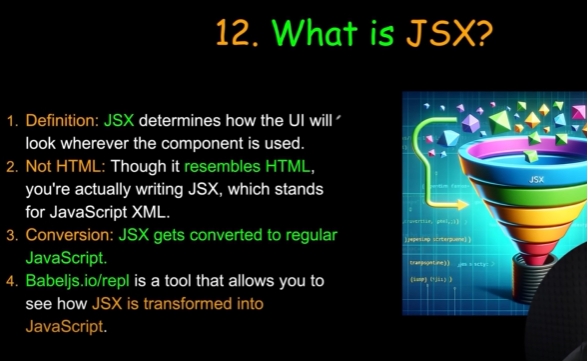 12. What is JSX?
1. Definition: JSX determines how the UI will
look wherever the component is used.
2. Not HTML: Though it resembles HTML,
you're actually writing JSX, which stands
for JavaScript XML.
3. Conversion: JSX gets converted to regular
JavaScript.
4. Babeljs.io/repl is a tool that allows you to
see how JSX is transformed into
JavaScript.
JSX